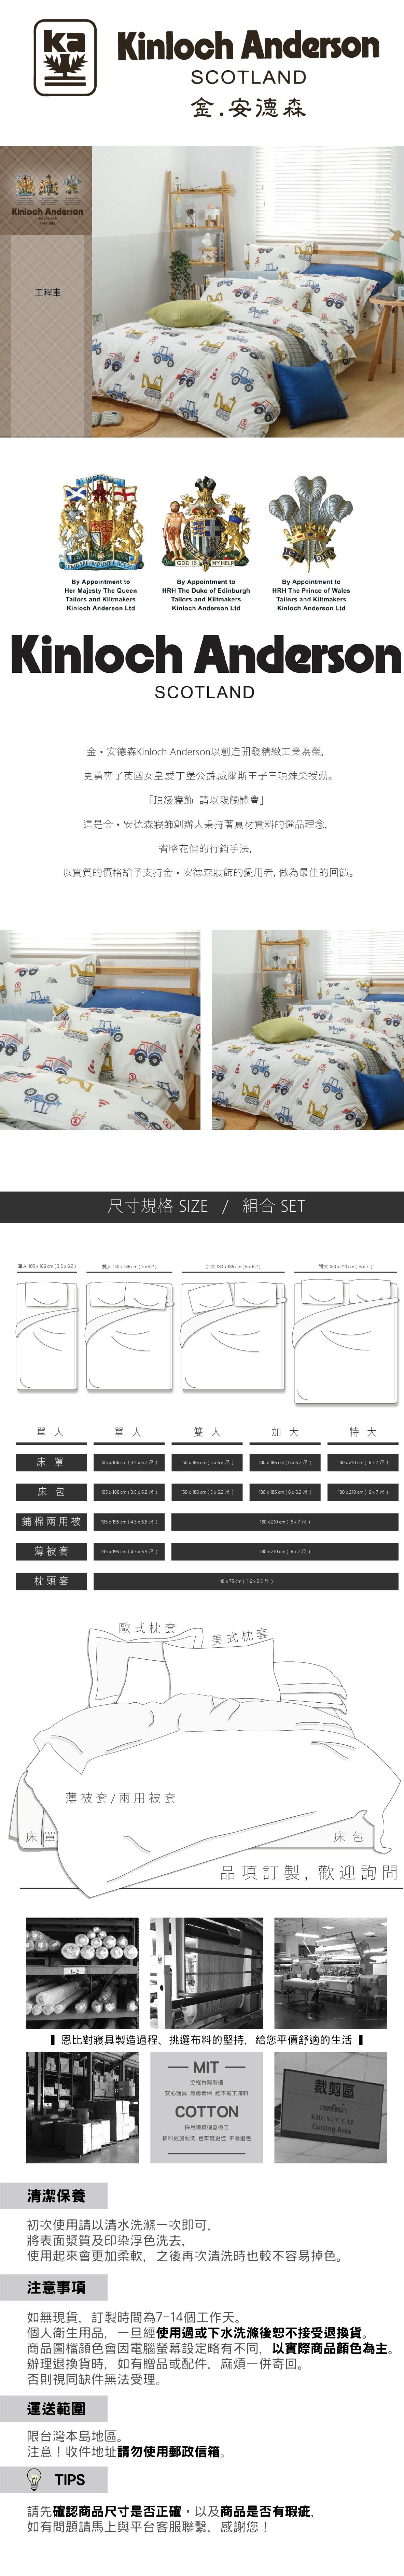 ka
Kinloch Anderson
SCOTLAND
金.安德森
Kinloch Anderson
SCOTLAND
工程車
By Appointment to
Her Majesty The Queen
Tailors and Kiltmakers
Kinloch Anderson Ltd
By Appointment to
HRH The Duke of Edinburgh
Tailors and Kiltmakers
Kinloch Anderson Ltd
By Appointment to
HRH The Prince of Wales
Tailors and Kiltmakers
Kinloch Anderson Ltd
Kinloch Anderson
SCOTLAND
金・安德森Kinloch Anderson以創造開發精緻工業為榮,
更勇奪了英國女皇,愛丁堡公爵,威爾斯王子三項殊榮授勳。
「頂級寢飾 請以親觸體會」
這是金・安德森寢飾創辦人秉持著真材實料的選品理念,
省略花俏的行銷手法,
以實質的價格給予支持金・安德森寢飾的愛用者, 做為最佳的回饋。
尺寸規格 SIZE / 組合 SET
單人 105 x 186 cm ( 3.5 x 6.2 )
雙人 150 x 186 cm ( 5 x 6.2 )
加大 180 x 186 cm ( 6 x 6.2 )
特大 180 x 210 cm ( 6 x 7 )
單 人 單 人 雙 人 加 大 特 大
床 罩 105 x 186 cm ( 3.5 x 6.2 尺 ) 150 x 186 cm ( 5 x 6.2 尺 ) 180 x 186 cm ( 6 x 6.2 尺 ) 180 x 210 cm ( 6 x 7 尺 )
床 包 105 x 186 cm ( 3.5 x 6.2 尺 ) 150 x 186 cm ( 5 x 6.2 尺 ) 180 x 186 cm ( 6 x 6.2 尺 ) 180 x 210 cm ( 6 x 7 尺 )
鋪棉兩用被 135 x 195 cm ( 4.5 x 6.5 尺 ) 180 x 210 cm ( 6 x 7 尺 )
薄被套 135 x 195 cm ( 4.5 x 6.5 尺 ) 180 x 210 cm ( 6 x 7 尺 )
枕頭套 48 x 75 cm ( 1.6 x 2.5 尺 )
歐式枕套
美式枕套
薄被套/兩用被套
床罩
床包
品項訂製, 歡迎詢問
恩比對寢具製造過程、挑選布料的堅持, 給您平價舒適的生活
MIT
全程台灣製造
安心寢具 無毒環保 絕不偷工減料
COTTON
採用精梳棉器織工
棉料更加耐洗 色牢度更佳 不易退色
裁剪區
KHU VỰC CẮT
Cutting Area
清潔保養
初次使用請以清水洗滌一次即可,
將表面漿質及印染浮色洗去,
使用起來會更加柔軟, 之後再次清洗時也較不容易掉色。
注意事項
如無現貨, 訂製時間為7-14個工作天。
個人衛生用品, 一旦經使用過或下水洗滌後恕不接受退換貨。
商品圖檔顏色會因電腦螢幕設定略有不同, 以實際商品顏色為主。
辦理退換貨時, 如有贈品或配件, 麻煩一併寄回。
否則視同缺件無法受理。
運送範圍
限台灣本島地區。
注意！收件地址請勿使用郵政信箱。
TIPS
請先確認商品尺寸是否正確，以及商品是否有瑕疵,
如有問題請馬上與平台客服聯繫, 感謝您！